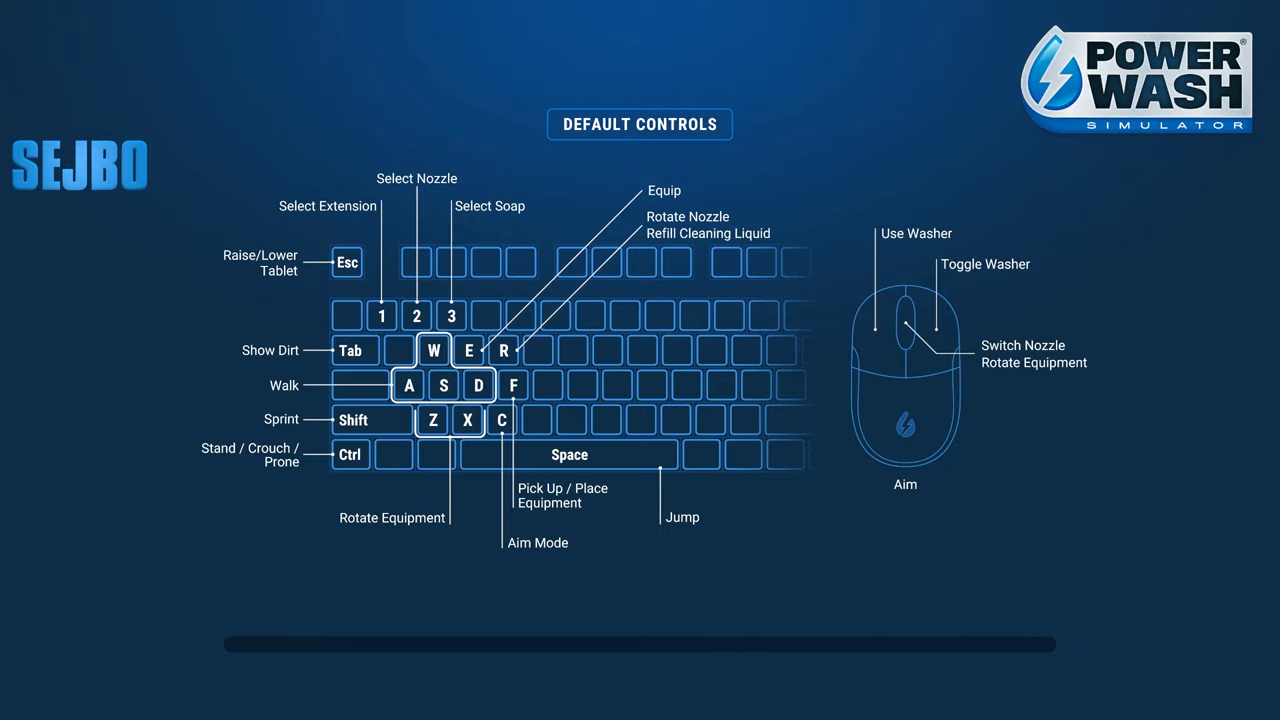 POWER
WASH
SIMULATOR
®
DEFAULT CONTROLS
SEJBO
Select Nozzle
Select Extension
Select Soap
Equip
Rotate Nozzle
Refill Cleaning Liquid
Raise/Lower
Tablet
Esc
1 2 3
Show Dirt
Tab W E R
Walk
A S D F
Sprint
Shift Z X C
Stand / Crouch /
Prone
Ctrl Space
Pick Up / Place
Equipment
Rotate Equipment
Jump
Aim Mode
Use Washer
Toggle Washer
Switch Nozzle
Rotate Equipment
Aim